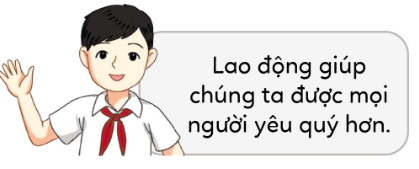 Lao động giúp
chúng ta được mọi
người yêu quý hơn.